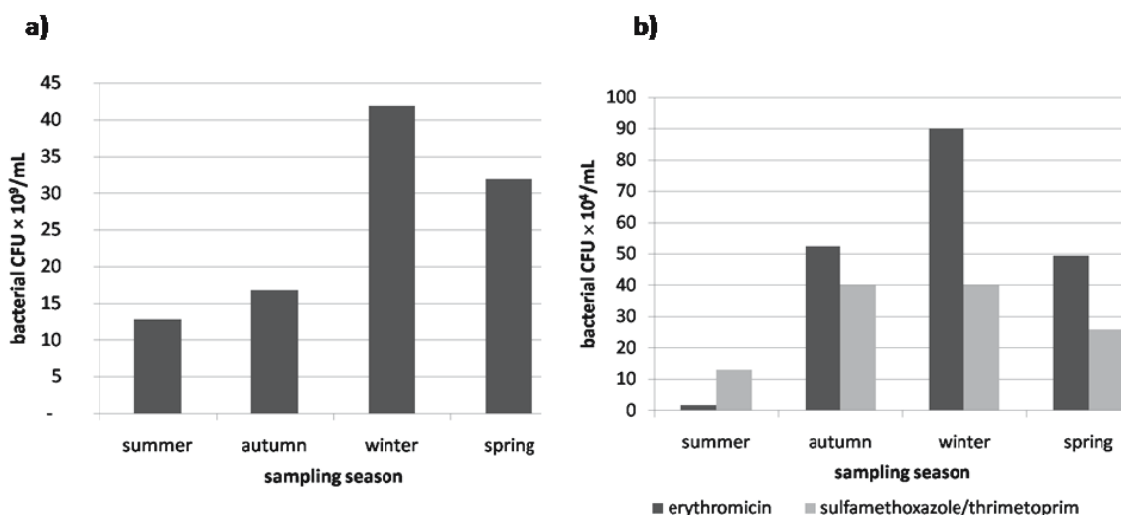 a)
45
40
35
30
25
20
15
10
5
-
bacterial CFU × 10⁹/mL
summer autumn winter spring
sampling season
b)
100
90
80
70
60
50
40
30
20
10
0
bacterial CFU × 10⁴/mL
summer autumn winter spring
sampling season
erythromicin sulfamethoxazole/thrimetoprim